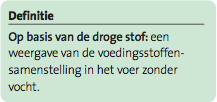 Definitie
Op basis van de droge stof: een
weergave van de voedingsstoffen-
samenstelling in het voer zonder
vocht.